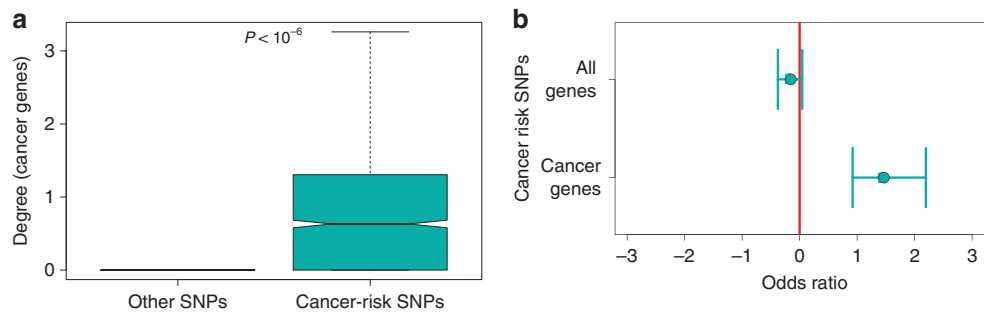 a
Degree (cancer genes)
3
2
1
0
P < 10⁻⁶
Other SNPs
Cancer-risk SNPs
b
Cancer risk SNPs
All
genes
Cancer
genes
–3 –2 –1 0 1 2 3
Odds ratio